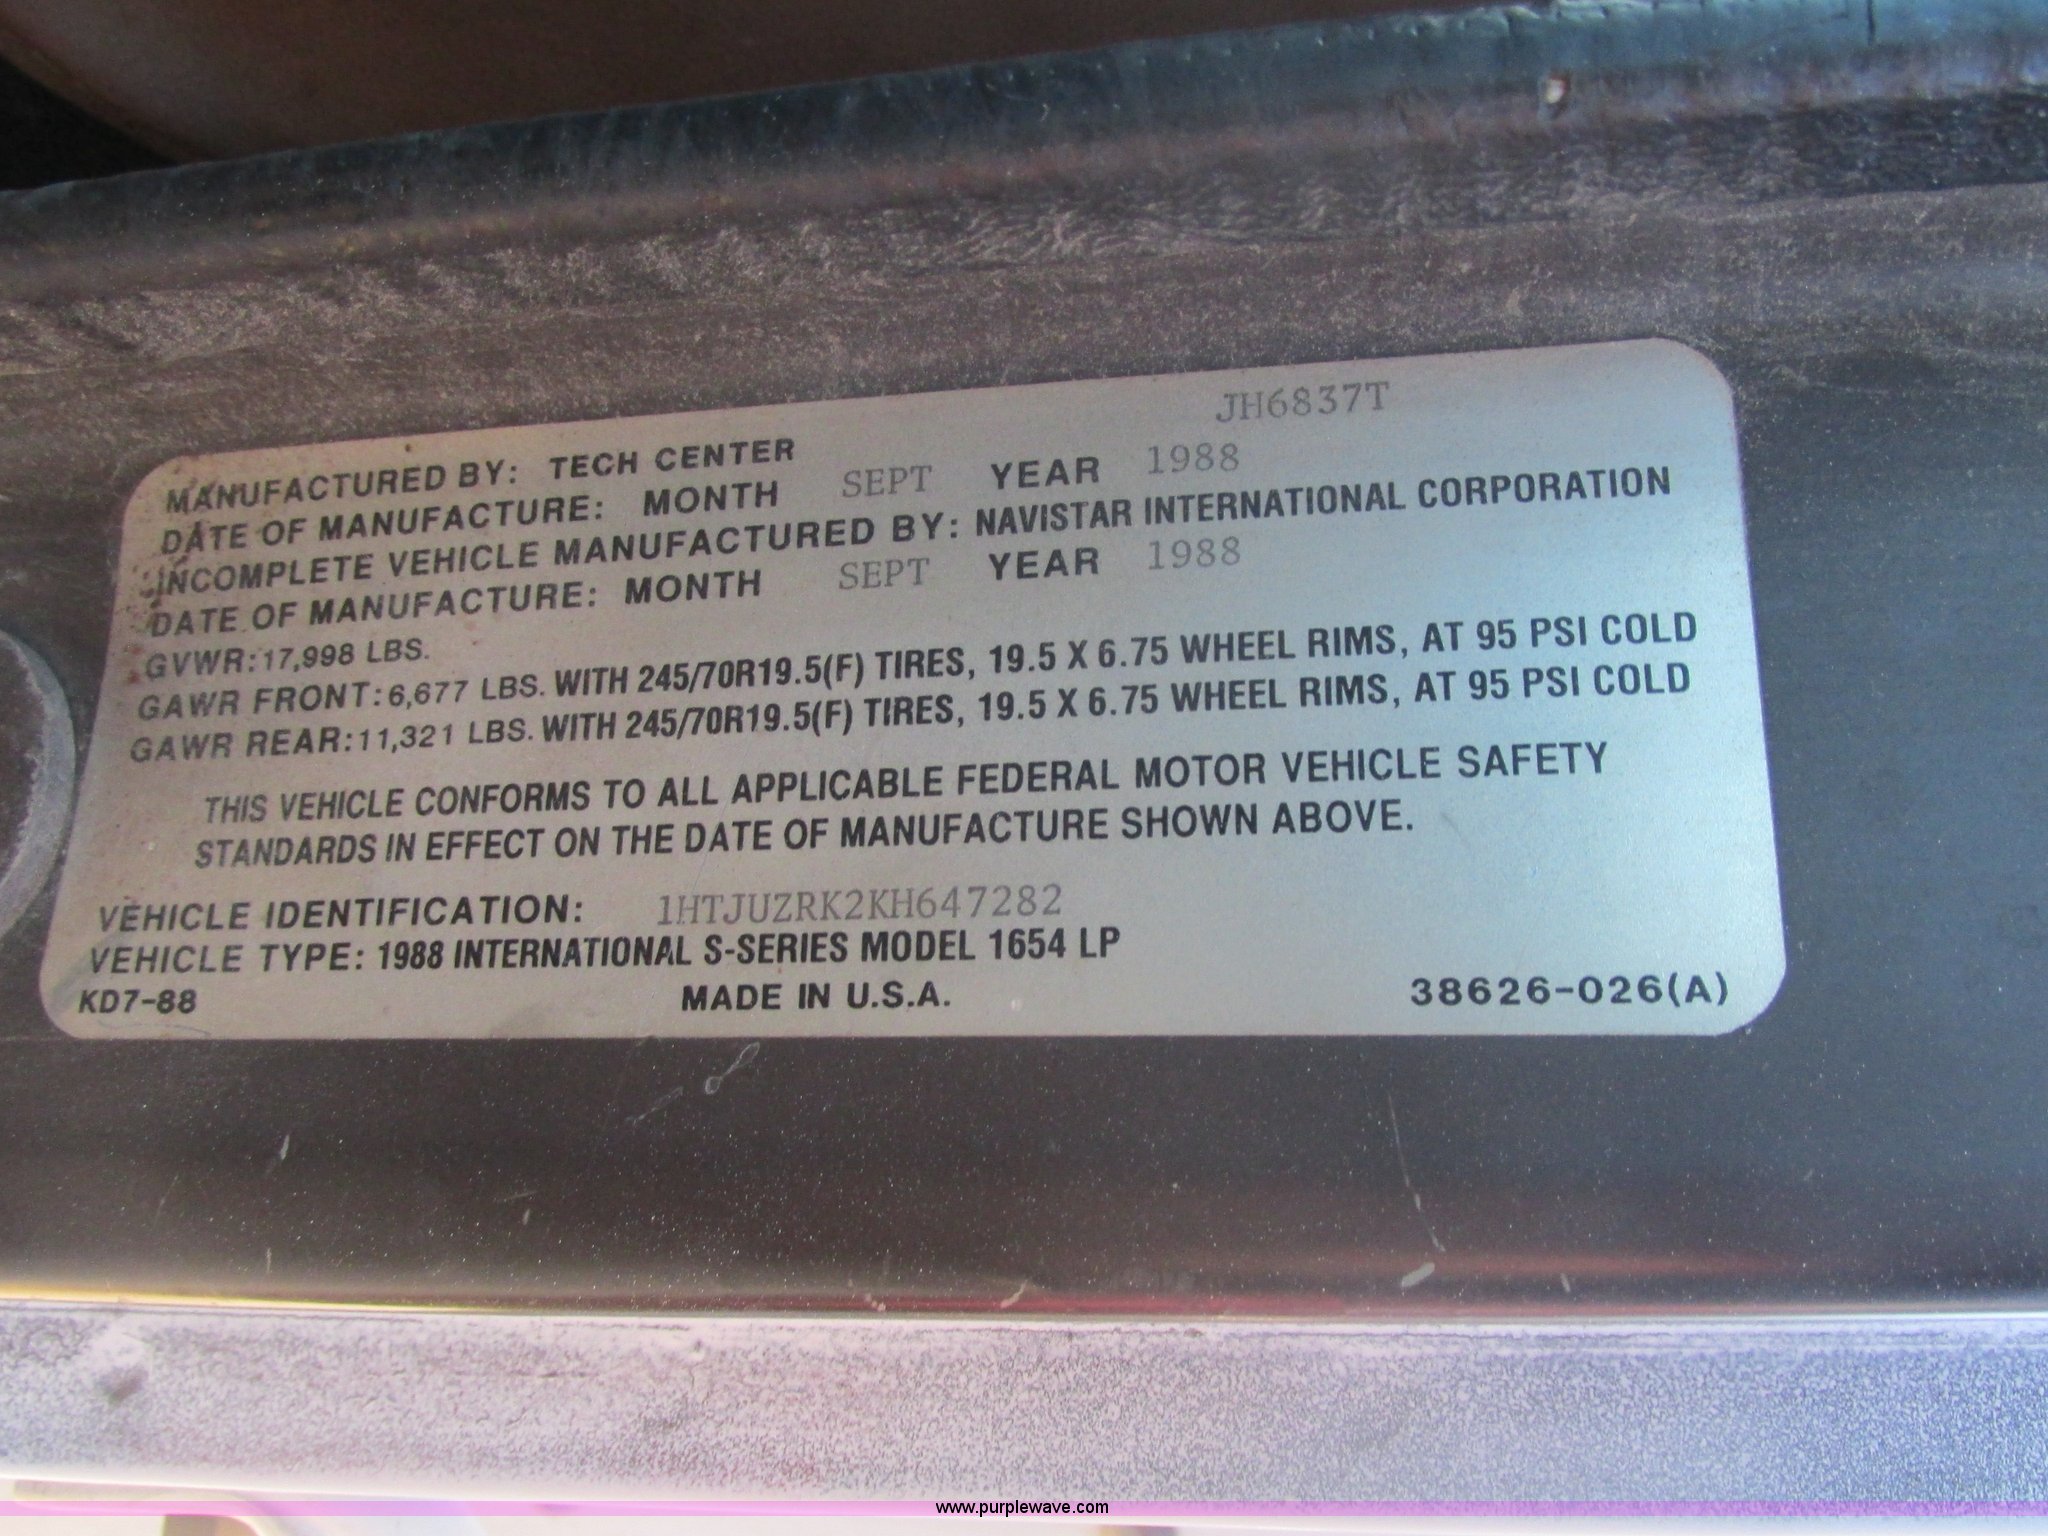 JH6837T
MANUFACTURED BY: TECH CENTER
DATE OF MANUFACTURE: MONTH SEPT YEAR 1988
INCOMPLETE VEHICLE MANUFACTURED BY: NAVISTAR INTERNATIONAL CORPORATION
DATE OF MANUFACTURE: MONTH SEPT YEAR 1988
GVWR: 17,998 LBS.
GAWR FRONT: 6,677 LBS. WITH 245/70R19.5(F) TIRES, 19.5 X 6.75 WHEEL RIMS, AT 95 PSI COLD
GAWR REAR: 11,321 LBS. WITH 245/70R19.5(F) TIRES, 19.5 X 6.75 WHEEL RIMS, AT 95 PSI COLD
THIS VEHICLE CONFORMS TO ALL APPLICABLE FEDERAL MOTOR VEHICLE SAFETY
STANDARDS IN EFFECT ON THE DATE OF MANUFACTURE SHOWN ABOVE.
VEHICLE IDENTIFICATION: 1HTJUZRK2KH647282
VEHICLE TYPE: 1988 INTERNATIONAL S-SERIES MODEL 1654 LP
KD7-88 MADE IN U.S.A. 38626-026(A)
www.purplewave.com